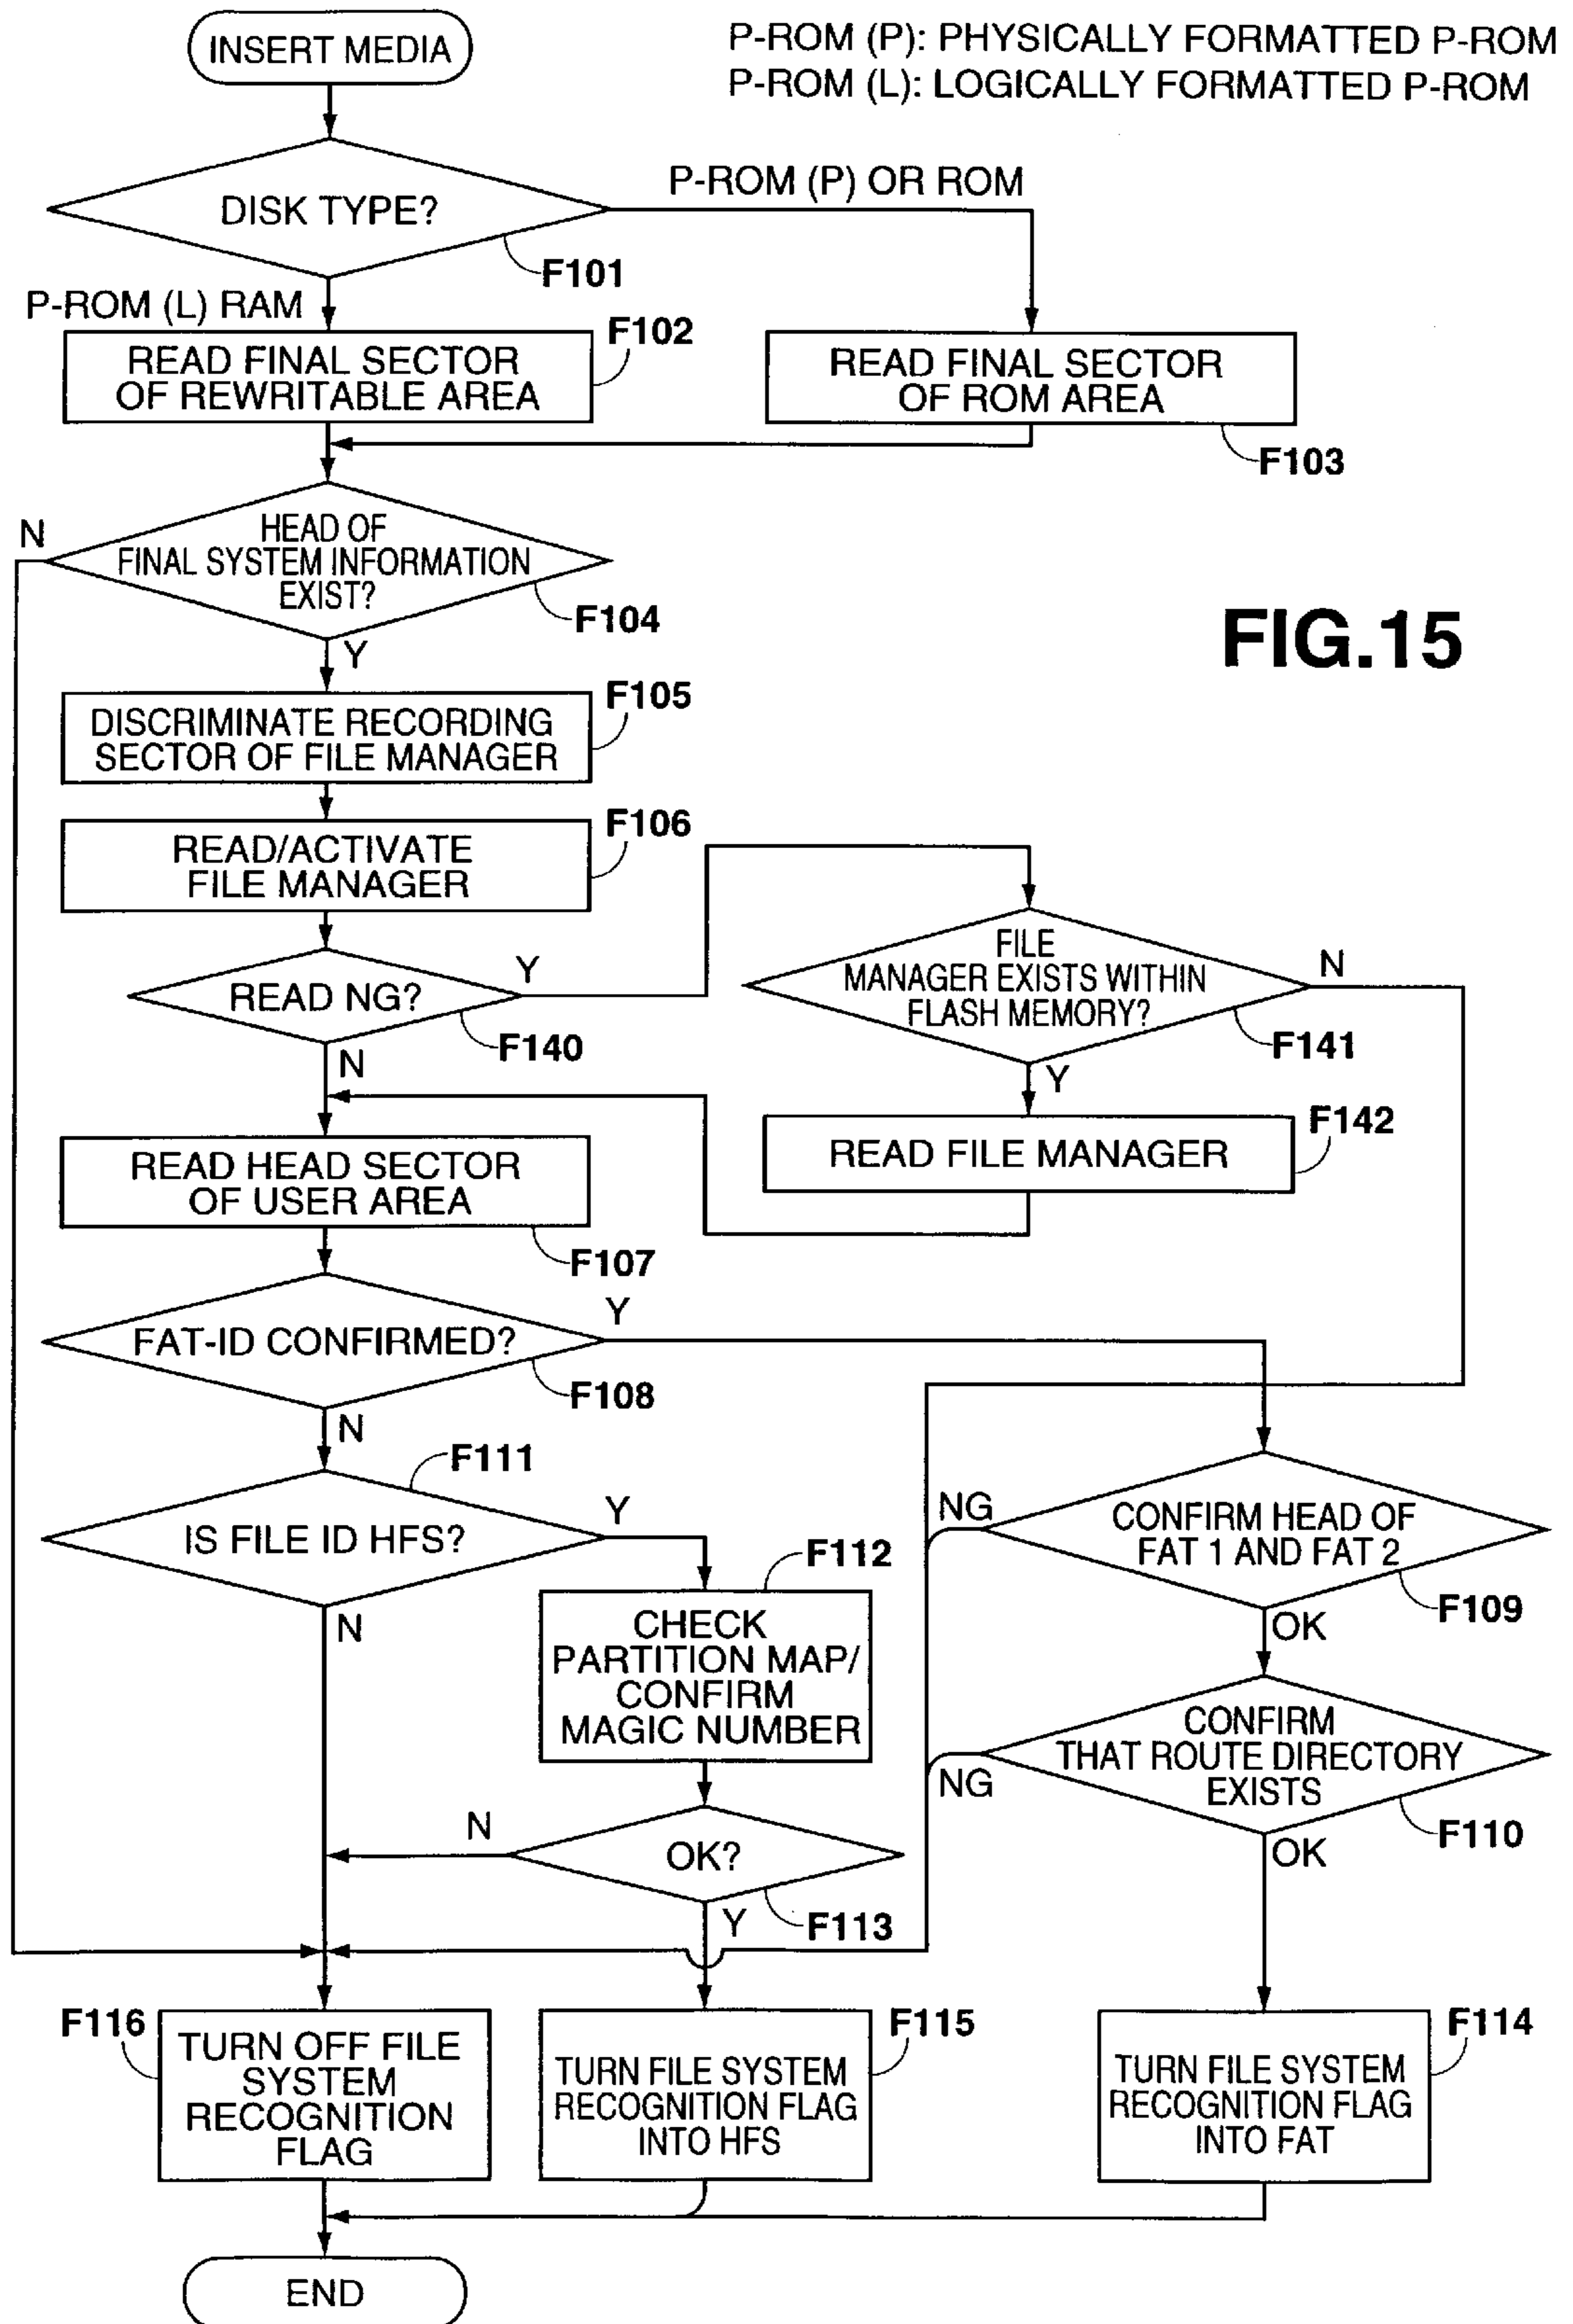 INSERT MEDIA
P-ROM (P): PHYSICALLY FORMATTED P-ROM
P-ROM (L): LOGICALLY FORMATTED P-ROM
DISK TYPE?
P-ROM (P) OR ROM
F101
P-ROM (L) RAM
READ FINAL SECTOR
OF REWRITABLE AREA
F102
READ FINAL SECTOR
OF ROM AREA
F103
N
HEAD OF
FINAL SYSTEM INFORMATION
EXIST?
F104
Y
FIG.15
DISCRIMINATE RECORDING
SECTOR OF FILE MANAGER
F105
READ/ACTIVATE
FILE MANAGER
F106
READ NG?
Y
F140
N
FILE
MANAGER EXISTS WITHIN
FLASH MEMORY?
N
F141
Y
READ FILE MANAGER
F142
READ HEAD SECTOR
OF USER AREA
F107
FAT-ID CONFIRMED?
Y
F108
N
F111
IS FILE ID HFS?
Y
N
F112
CHECK
PARTITION MAP/
CONFIRM
MAGIC NUMBER
NG
CONFIRM HEAD OF
FAT 1 AND FAT 2
F109
OK
CONFIRM
THAT ROUTE DIRECTORY
EXISTS
NG
F110
OK
N
OK?
F113
Y
F116
TURN OFF FILE
SYSTEM
RECOGNITION
FLAG
F115
TURN FILE SYSTEM
RECOGNITION FLAG
INTO HFS
F114
TURN FILE SYSTEM
RECOGNITION FLAG
INTO FAT
END